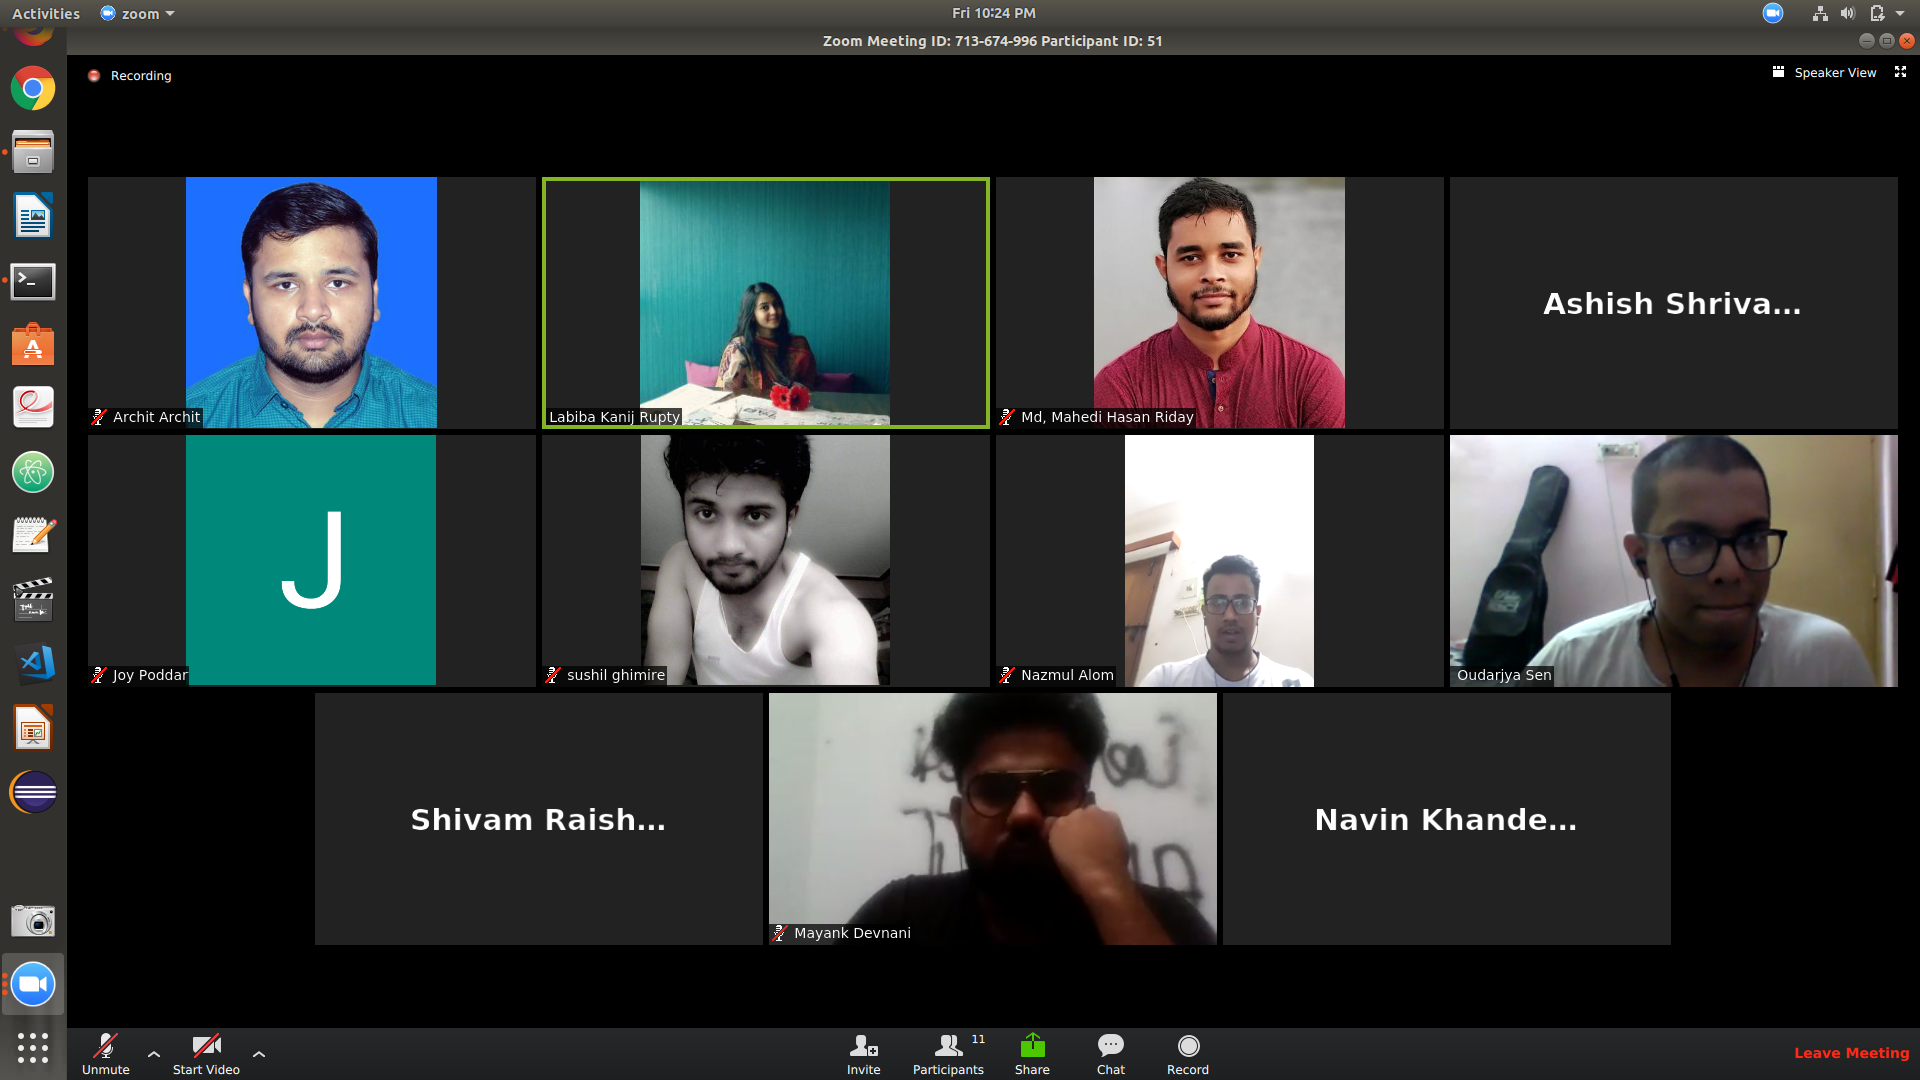 Activities
zoom
Fri 10:24 PM
Zoom Meeting ID: 713-674-996 Participant ID: 51
Recording
Speaker View
Archit Archit
Labiba Kanij Rupty
Md, Mahedi Hasan Riday
Ashish Shriva...
J
Joy Poddar
sushil ghimire
Nazmul Alom
Oudarjya Sen
Shivam Raish...
Mayank Devnani
Navin Khande...
Unmute
Start Video
Invite
Participants
11
Share
Chat
Record
Leave Meeting